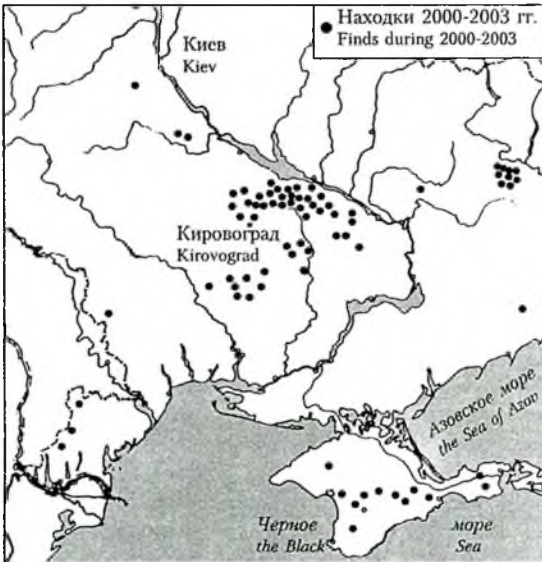 Находки 2000-2003 гг.
Finds during 2000-2003
Киев
Kiev
Кировоград
Kirovograd
Азовское море
the Sea of Azov
Черное море
the Black Sea